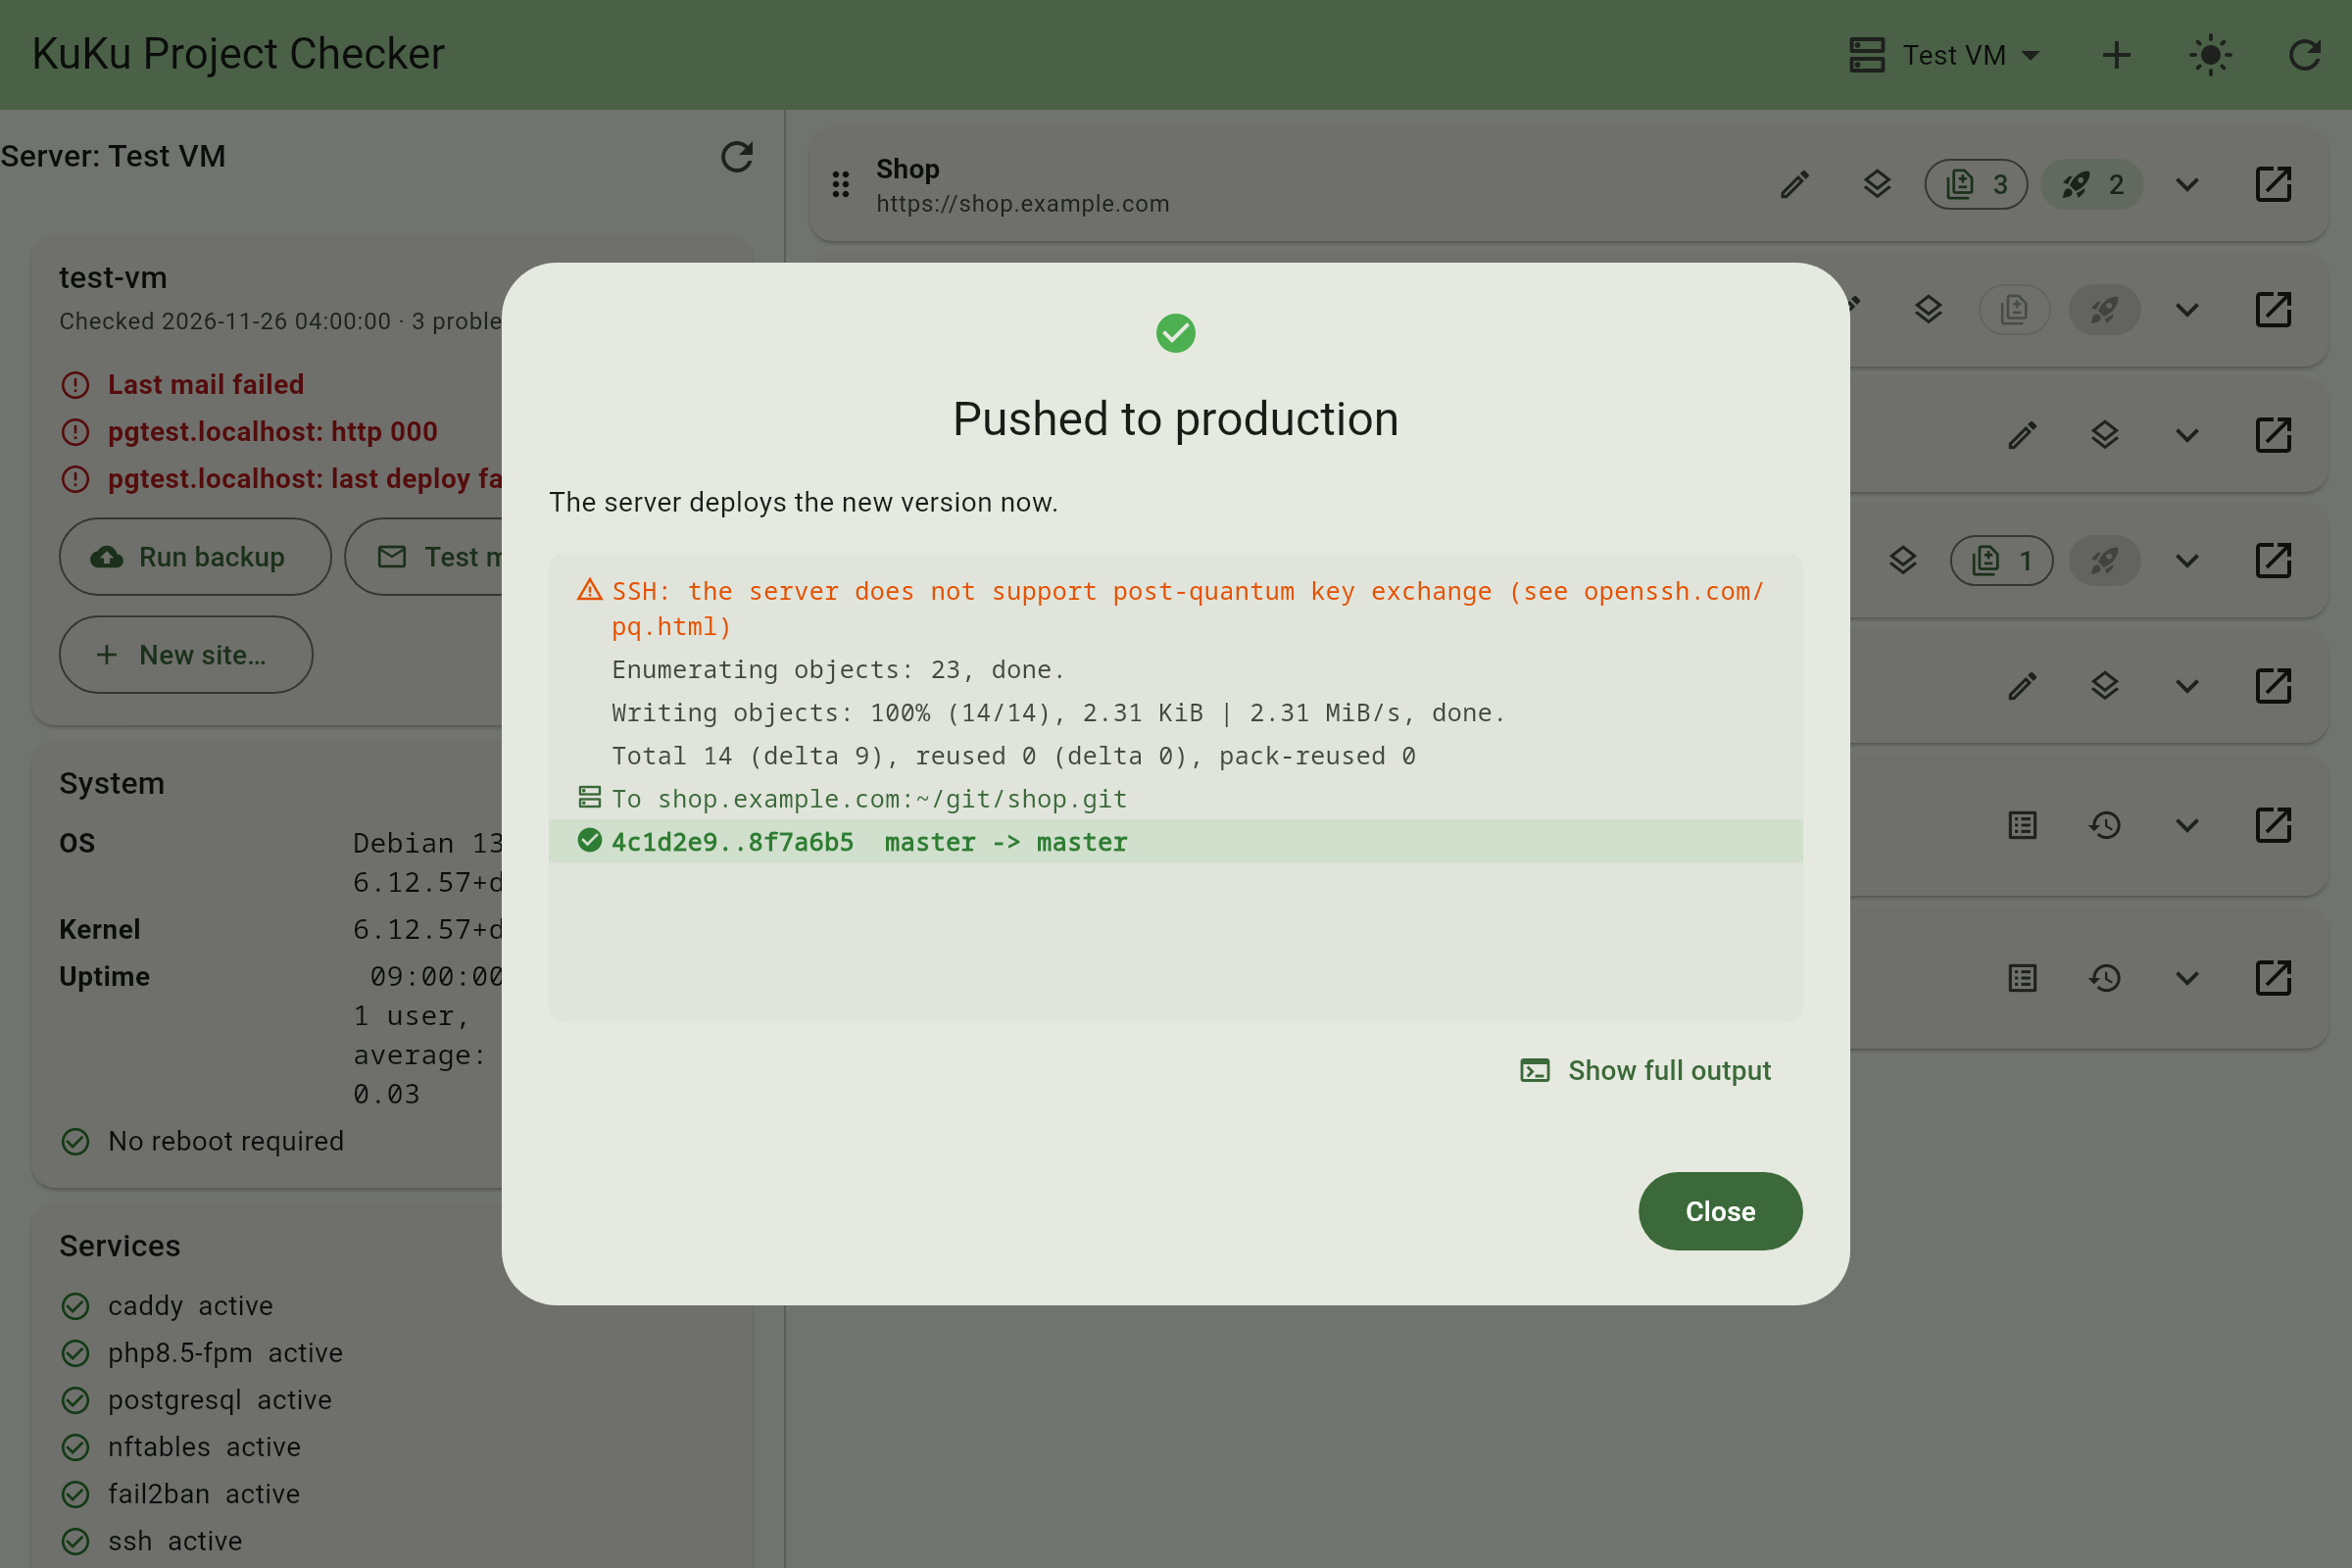 KuKu Project Checker
Test VM
Server: Test VM
test-vm
Checked 2026-11-26 04:00:00 · 3
Last mail failed
pgtest.localhost: http 000
pgtest.localhost: last deploy
Run backup
Test
New site…
System
OS
Debian 13
6.12.57+d
Kernel
6.12.57+d
Uptime
09:00:00
1 user,
average:
0.03
No reboot required
Services
caddy active
php8.5-fpm active
postgresql active
nftables active
fail2ban active
ssh active
Shop
https://shop.example.com
3
2
1
Pushed to production
The server deploys the new version now.
SSH: the server does not support post-quantum key exchange (see openssh.com/
pq.html)
Enumerating objects: 23, done.
Writing objects: 100% (14/14), 2.31 KiB | 2.31 MiB/s, done.
Total 14 (delta 9), reused 0 (delta 0), pack-reused 0
To shop.example.com:~/git/shop.git
4c1d2e9..8f7a6b5  master -> master
Show full output
Close